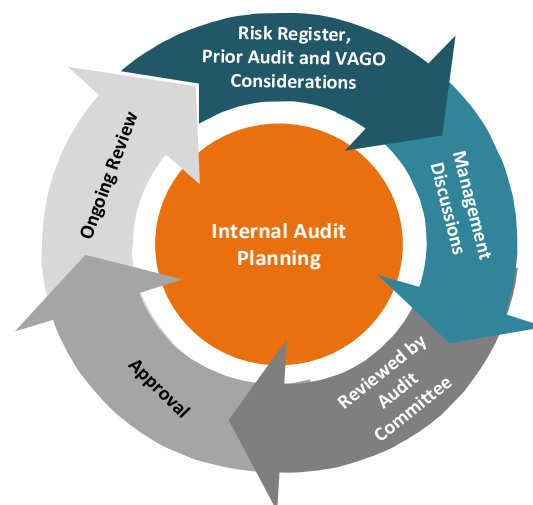 Risk Register,
Prior Audit and VAGO
Considerations
Management
Discussions
Reviewed by
Audit
Committee
Approval
Ongoing Review
Internal Audit
Planning